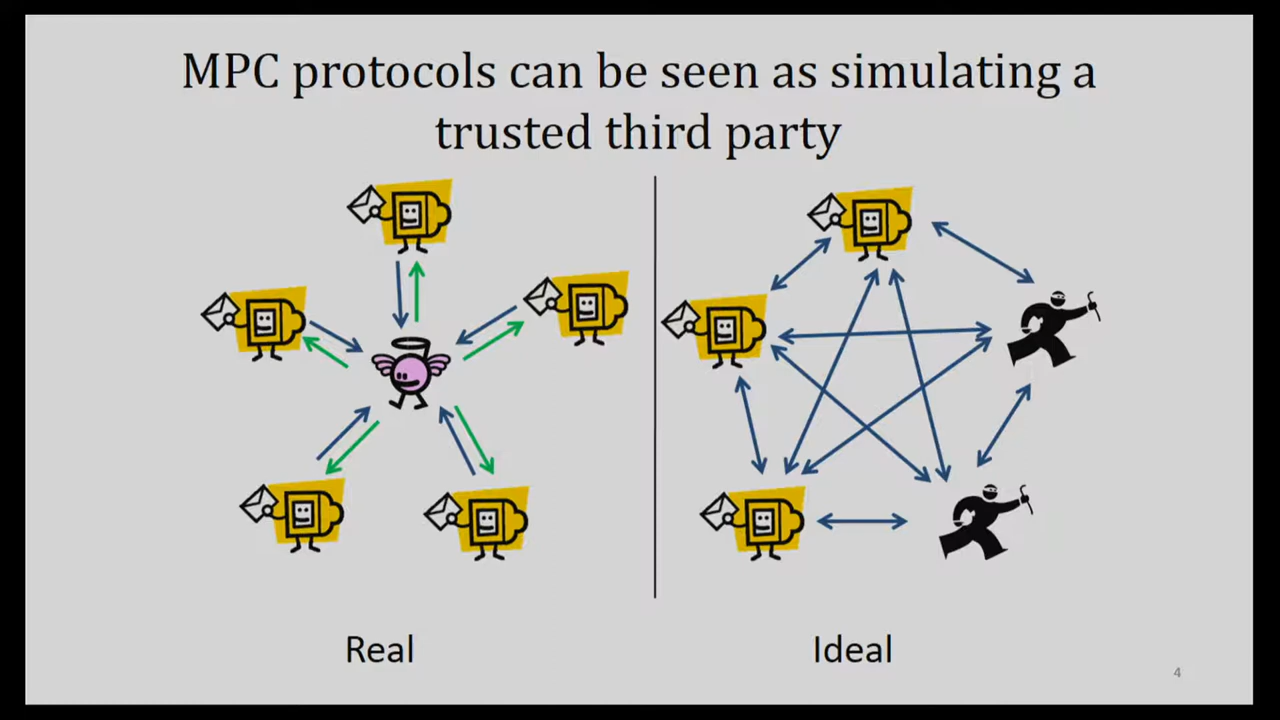 MPC protocols can be seen as simulating a
trusted third party
Real
Ideal
4